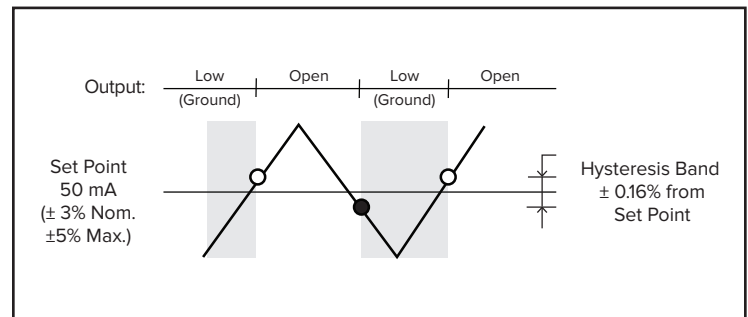 Output:
Low
Open
Low
Open
(Ground)
(Ground)
Set Point
50 mA
(± 3% Nom.
±5% Max.)
Hysteresis Band
± 0.16% from
Set Point